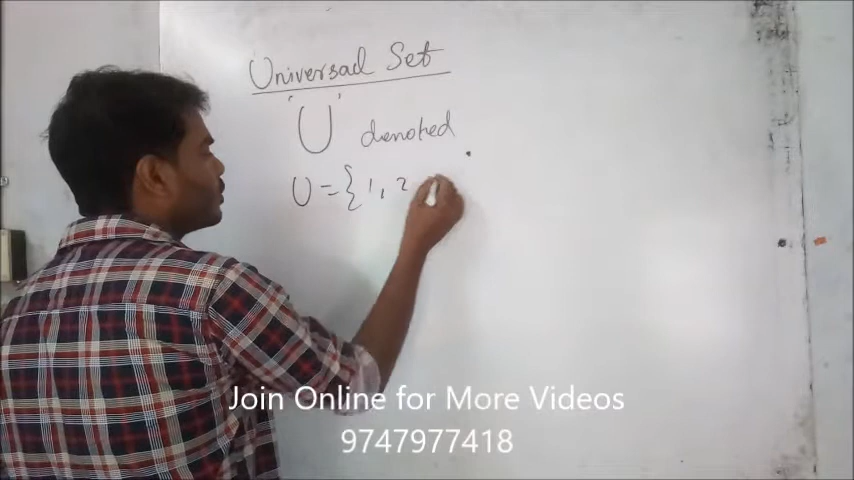 Universal Set
'U' denoted
U = { 1, 2
Join Online for More Videos
9747977418